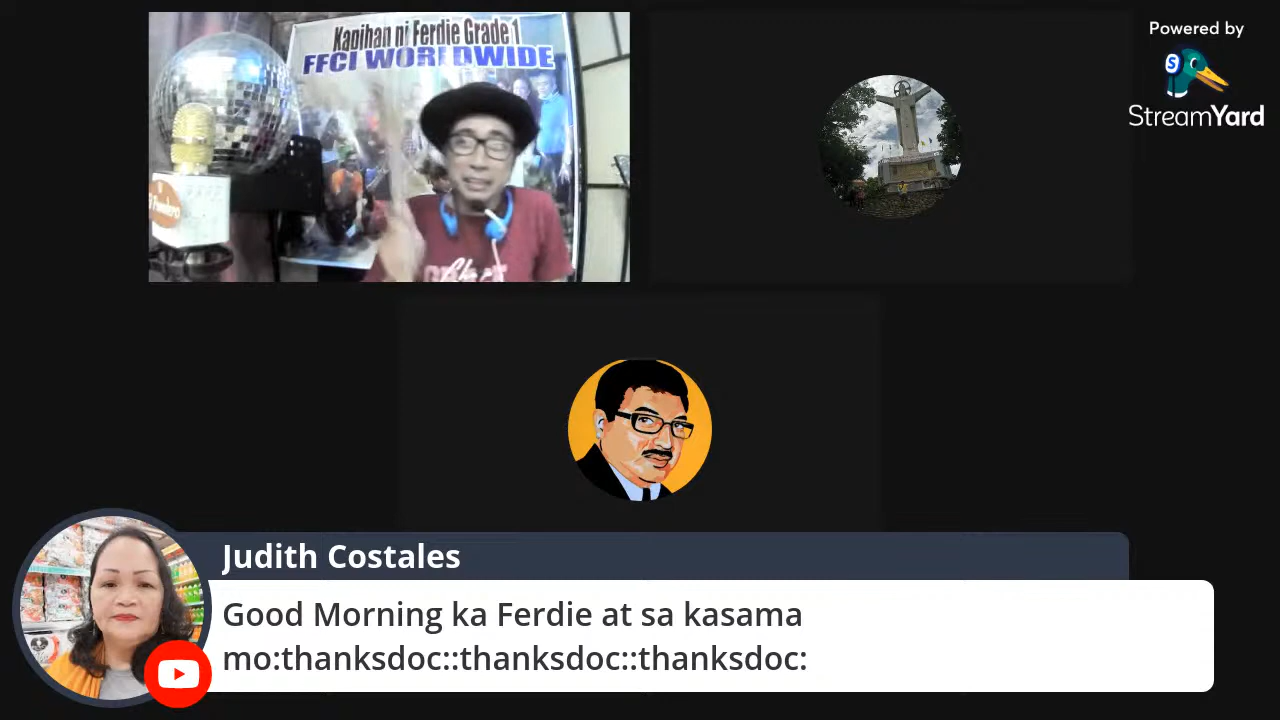 Kapihan ni Ferdie Grade 1
FFCI WORLDWIDE
Powered by
StreamYard
Judith Costales
Good Morning ka Ferdie at sa kasama
mo:thanksdoc::thanksdoc::thanksdoc: